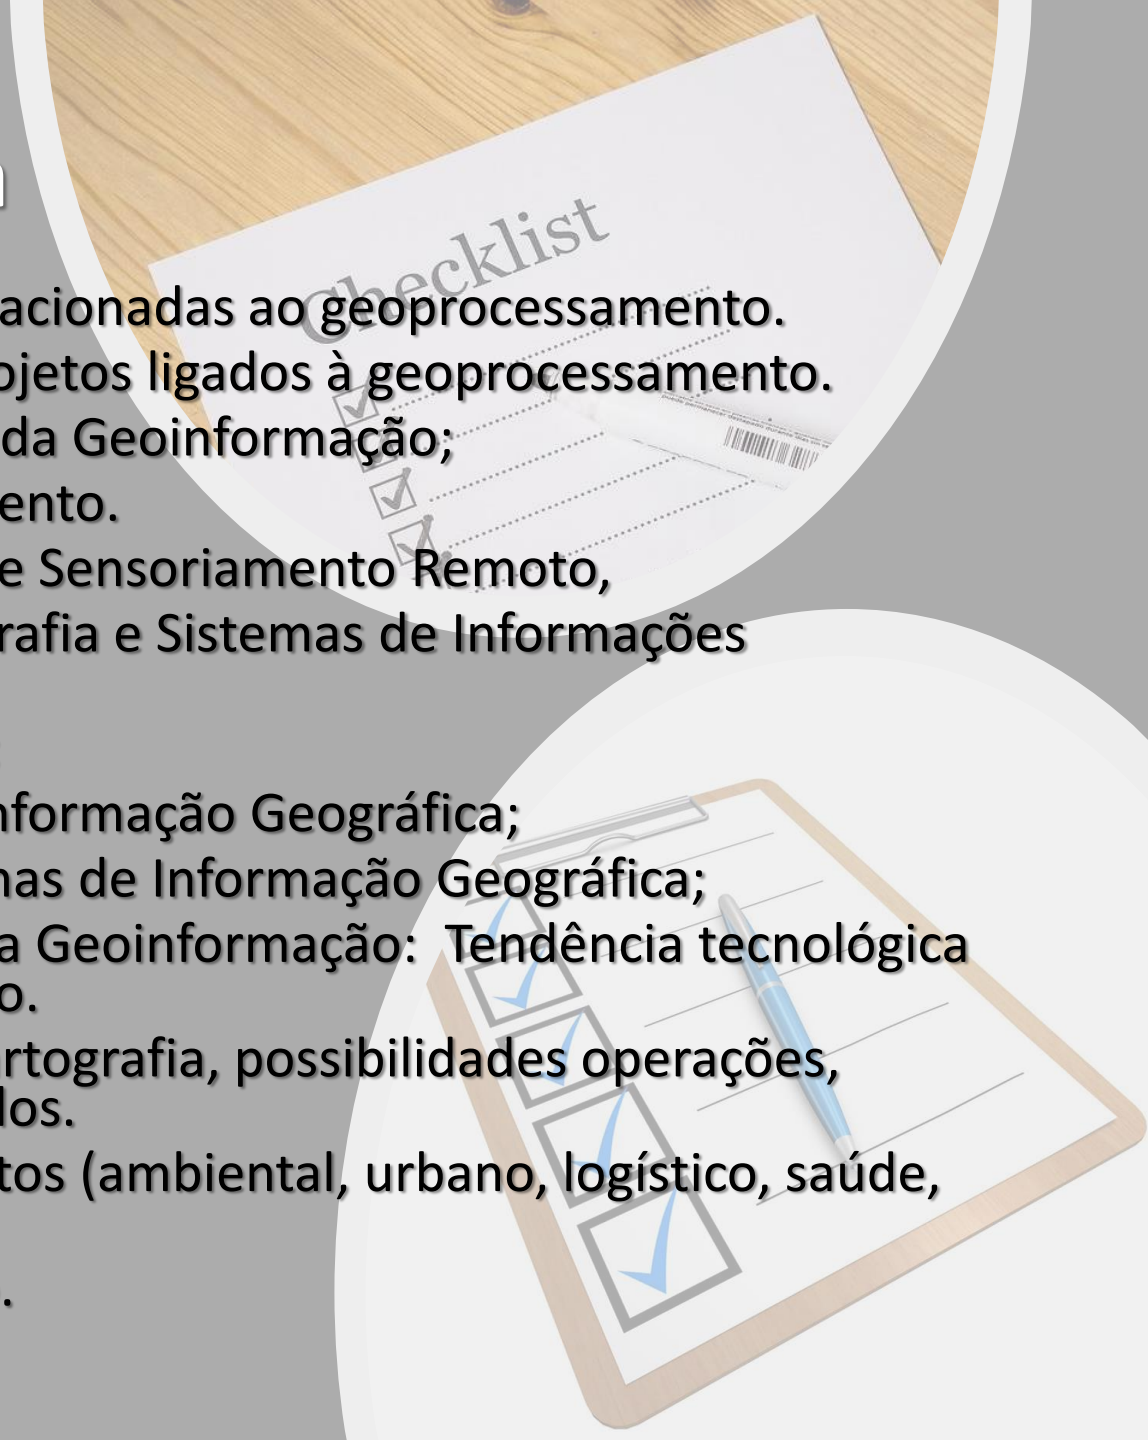 acionadas ao geoprocessamento.
ojetos ligados à geoprocessamento.
da Geoinformação;
ento.
e Sensoriamento Remoto,
rafia e Sistemas de Informações
nformação Geográfica;
nas de Informação Geográfica;
a Geoinformação: Tendência tecnológica
o.
rtografia, possibilidades operações,
los.
tos (ambiental, urbano, logístico, saúde,
.
Checklist